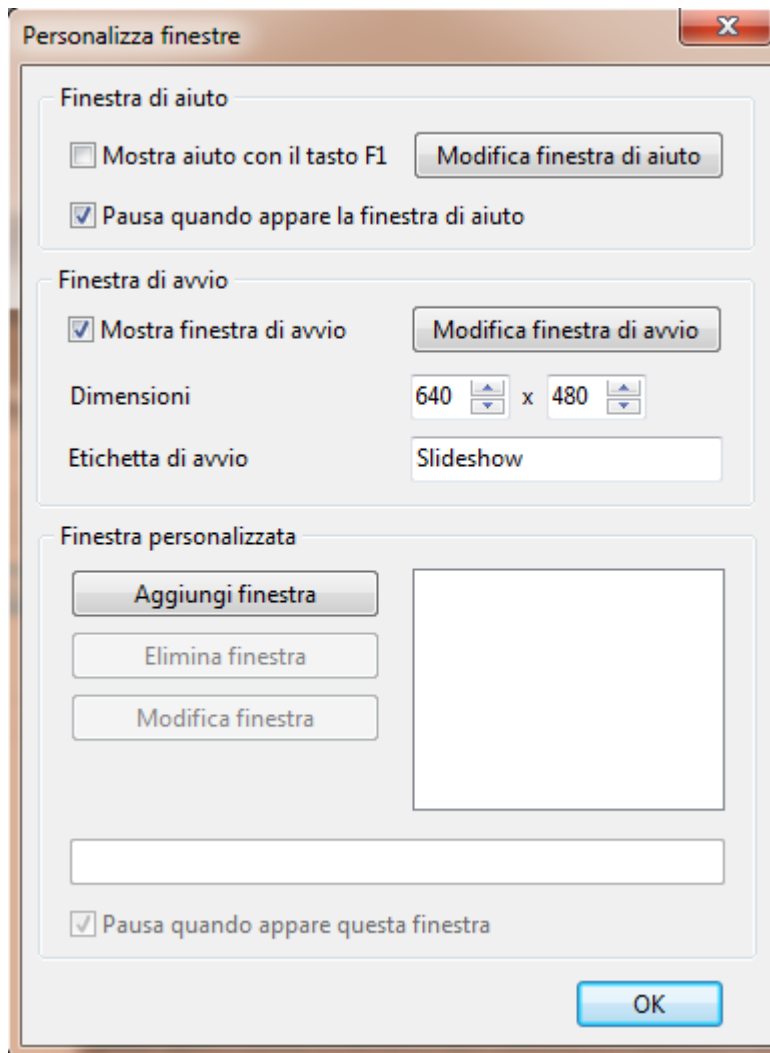 Personalizza finestre
Finestra di aiuto
Mostra aiuto con il tasto F1 Modifica finestra di aiuto
Pausa quando appare la finestra di aiuto
Finestra di avvio
Mostra finestra di avvio Modifica finestra di avvio
Dimensioni 640 x 480
Etichetta di avvio Slideshow
Finestra personalizzata
Aggiungi finestra
Elimina finestra
Modifica finestra
Pausa quando appare questa finestra
OK